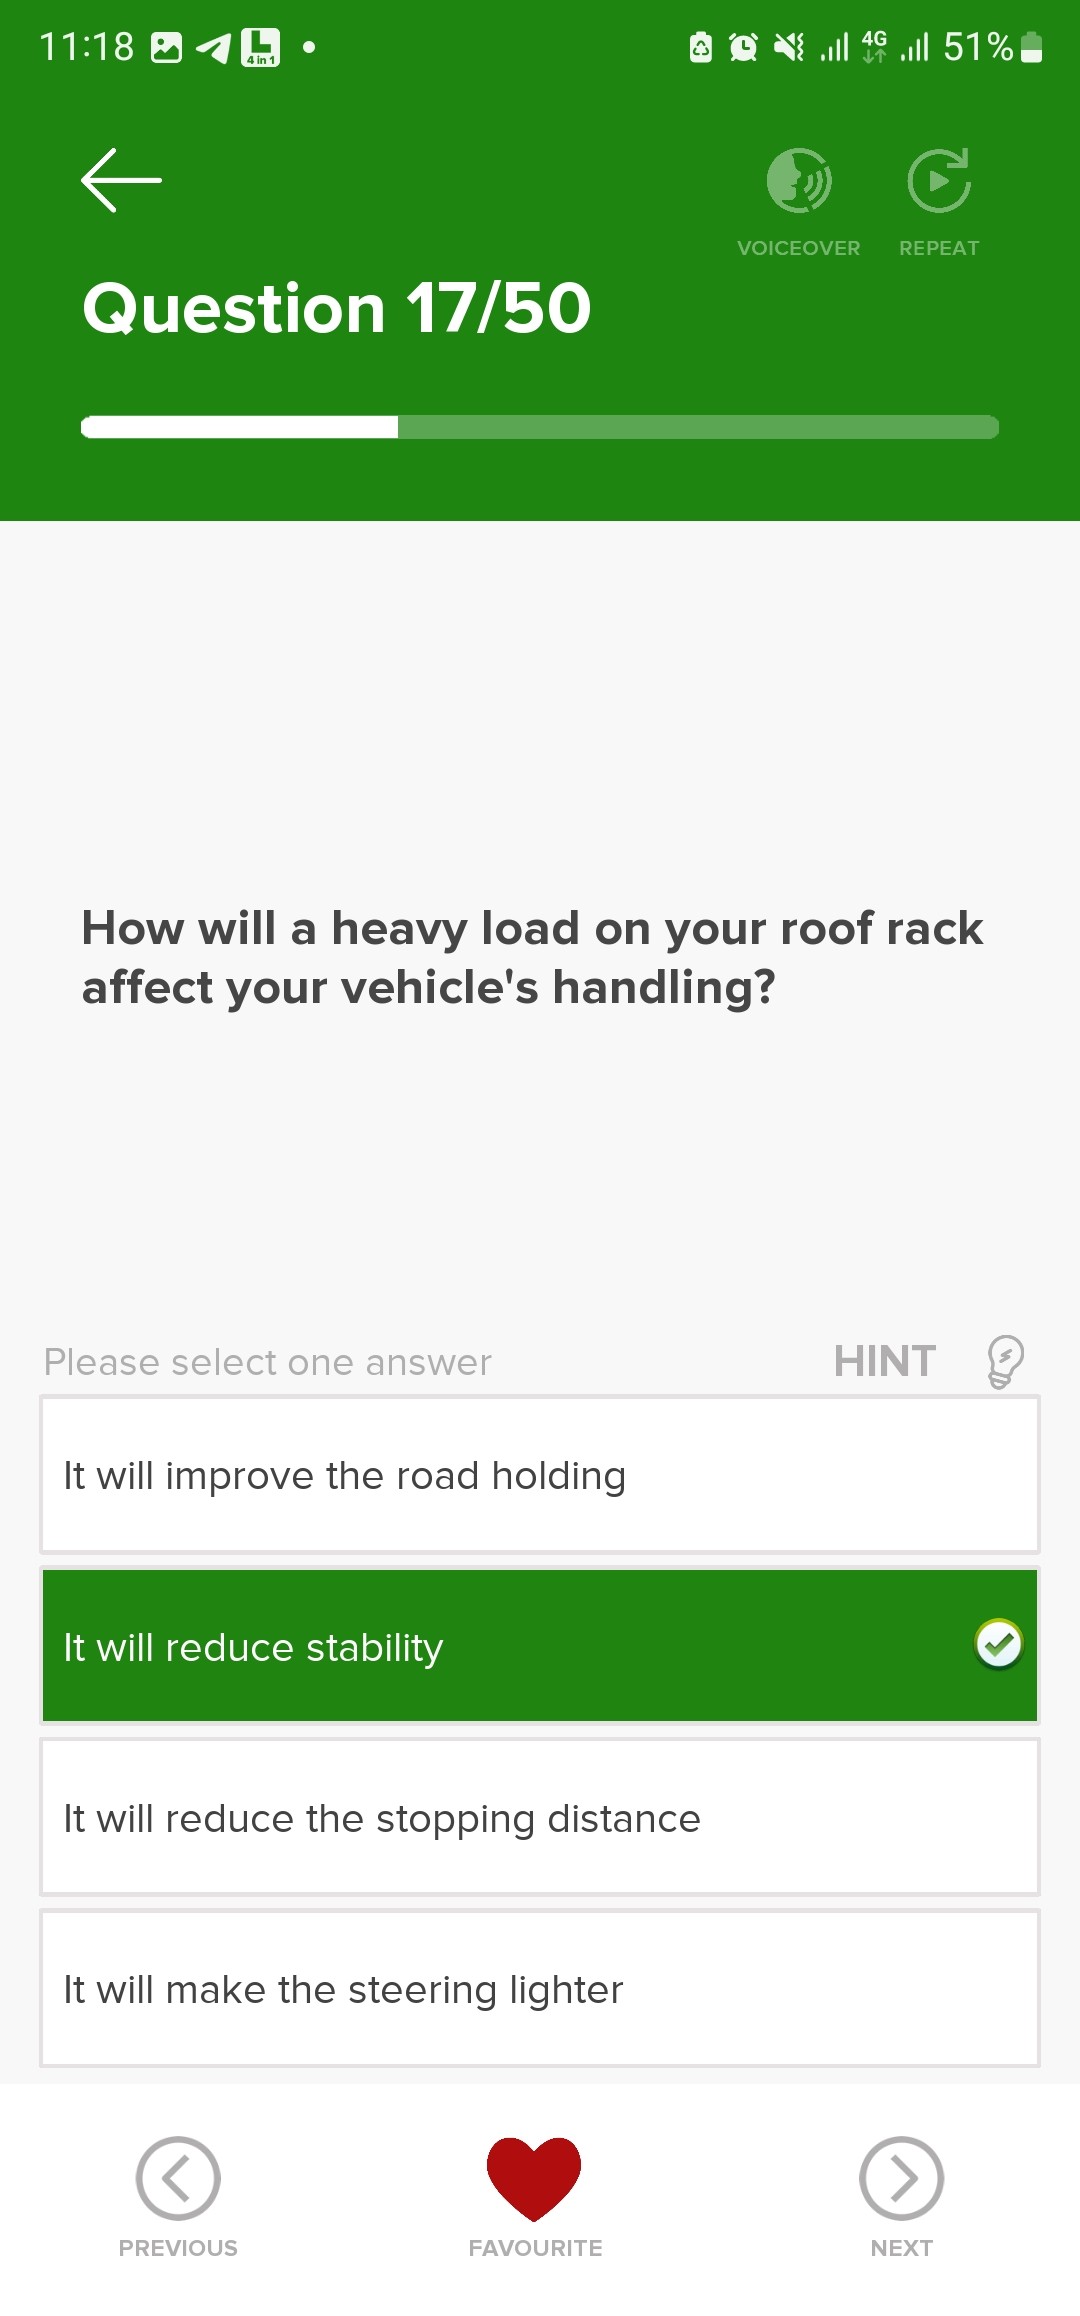 11:18
4 in 1
4G
51%
VOICEOVER
REPEAT
Question 17/50
How will a heavy load on your roof rack
affect your vehicle's handling?
Please select one answer
HINT
It will improve the road holding
It will reduce stability
It will reduce the stopping distance
It will make the steering lighter
PREVIOUS
FAVOURITE
NEXT